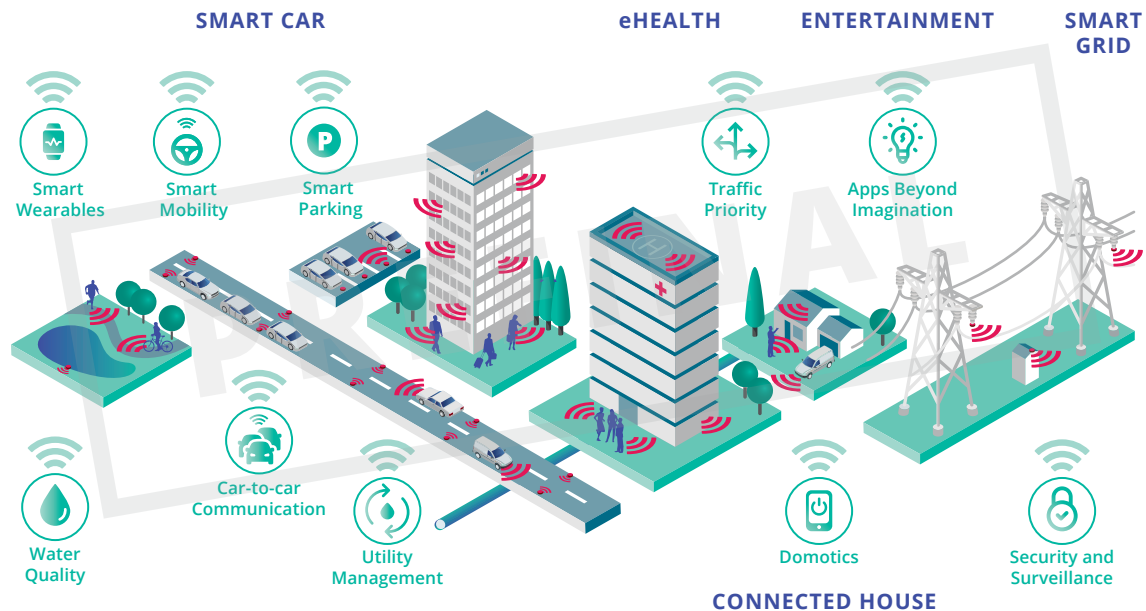 SMART CAR
eHEALTH
ENTERTAINMENT
SMART
GRID
Smart
Wearables
Smart
Mobility
P
Smart
Parking
Traffic
Priority
Apps Beyond
Imagination
H
Water
Quality
Car-to-car
Communication
Utility
Management
Domotics
Security and
Surveillance
CONNECTED HOUSE